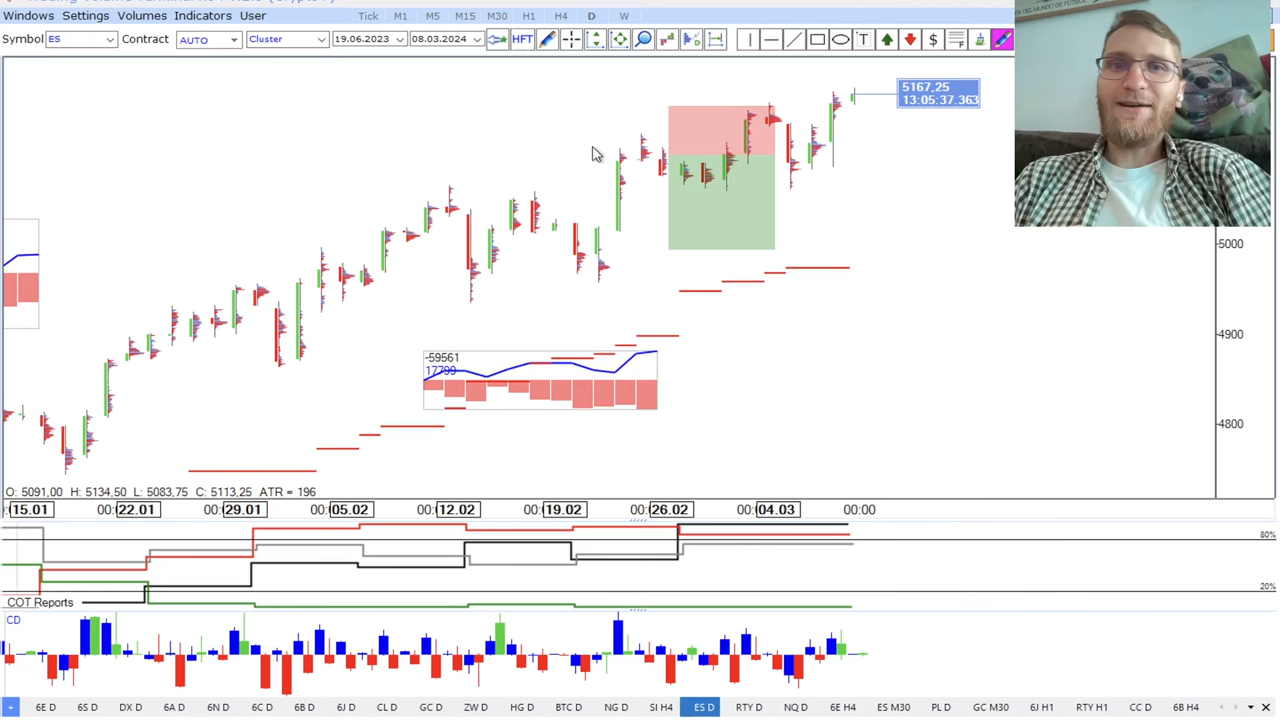 Windows Settings Volumes Indicators User Tick M1 M5 M15 M30 H1 H4 D W
Symbol ES Contract AUTO Cluster 19.06.2023 08.03.2024 HFT T $
5167,25
13:05:37.363
5000
4900
4800
-59561
17799
O: 5091,00 H: 5134,50 L: 5083,75 C: 5113,25 ATR = 196
15.01 00: 22.01 00: 29.01 00: 05.02 00: 12.02 00: 19.02 00: 26.02 00: 04.03 00:00
80%
20%
COT Reports
CD
+ 6E D 6S D DX D 6A D 6N D 6C D 6B D 6J D CL D GC D ZW D HG D BTC D NG D SI H4 ES D RTY D NQ D 6E H4 ES M30 PL D GC M30 6J H1 RTY H1 CC D 6B H4